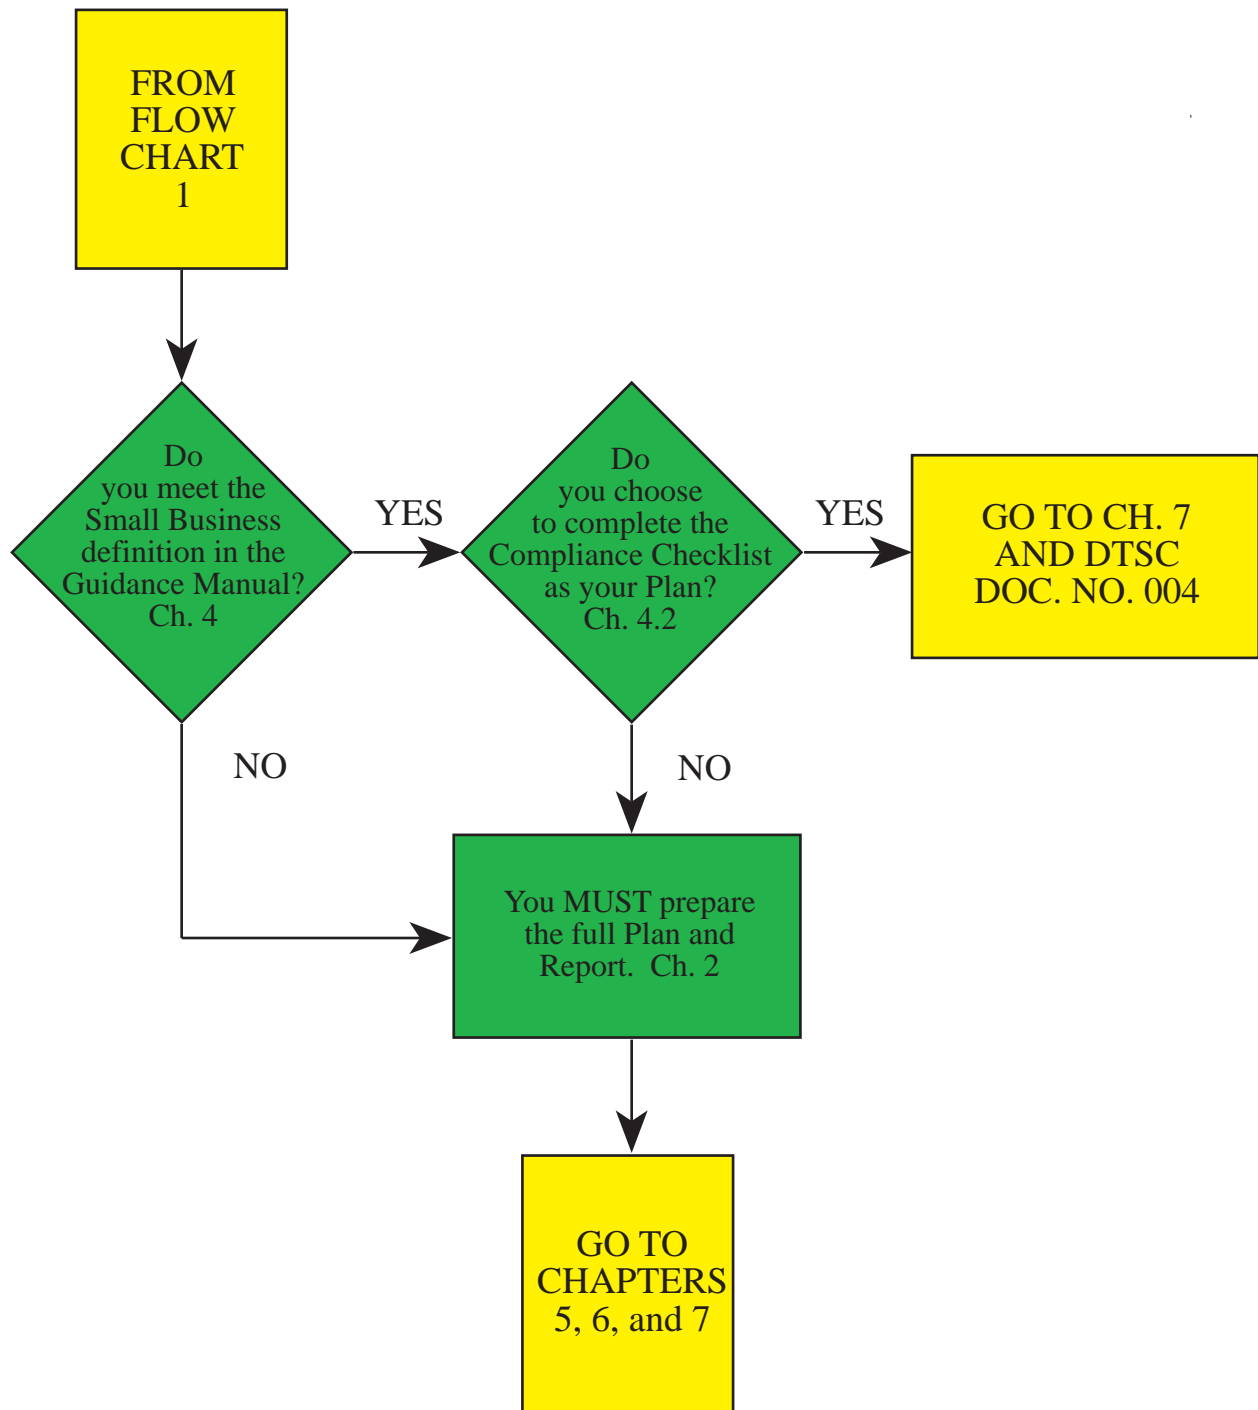 FROM
FLOW
CHART
1
Do
you meet the
Small Business
definition in the
Guidance Manual?
Ch. 4
YES
Do
you choose
to complete the
Compliance Checklist
as your Plan?
Ch. 4.2
YES
GO TO CH. 7
AND DTSC
DOC. NO. 004
NO
NO
You MUST prepare
the full Plan and
Report.  Ch. 2
GO TO
CHAPTERS
5, 6, and 7